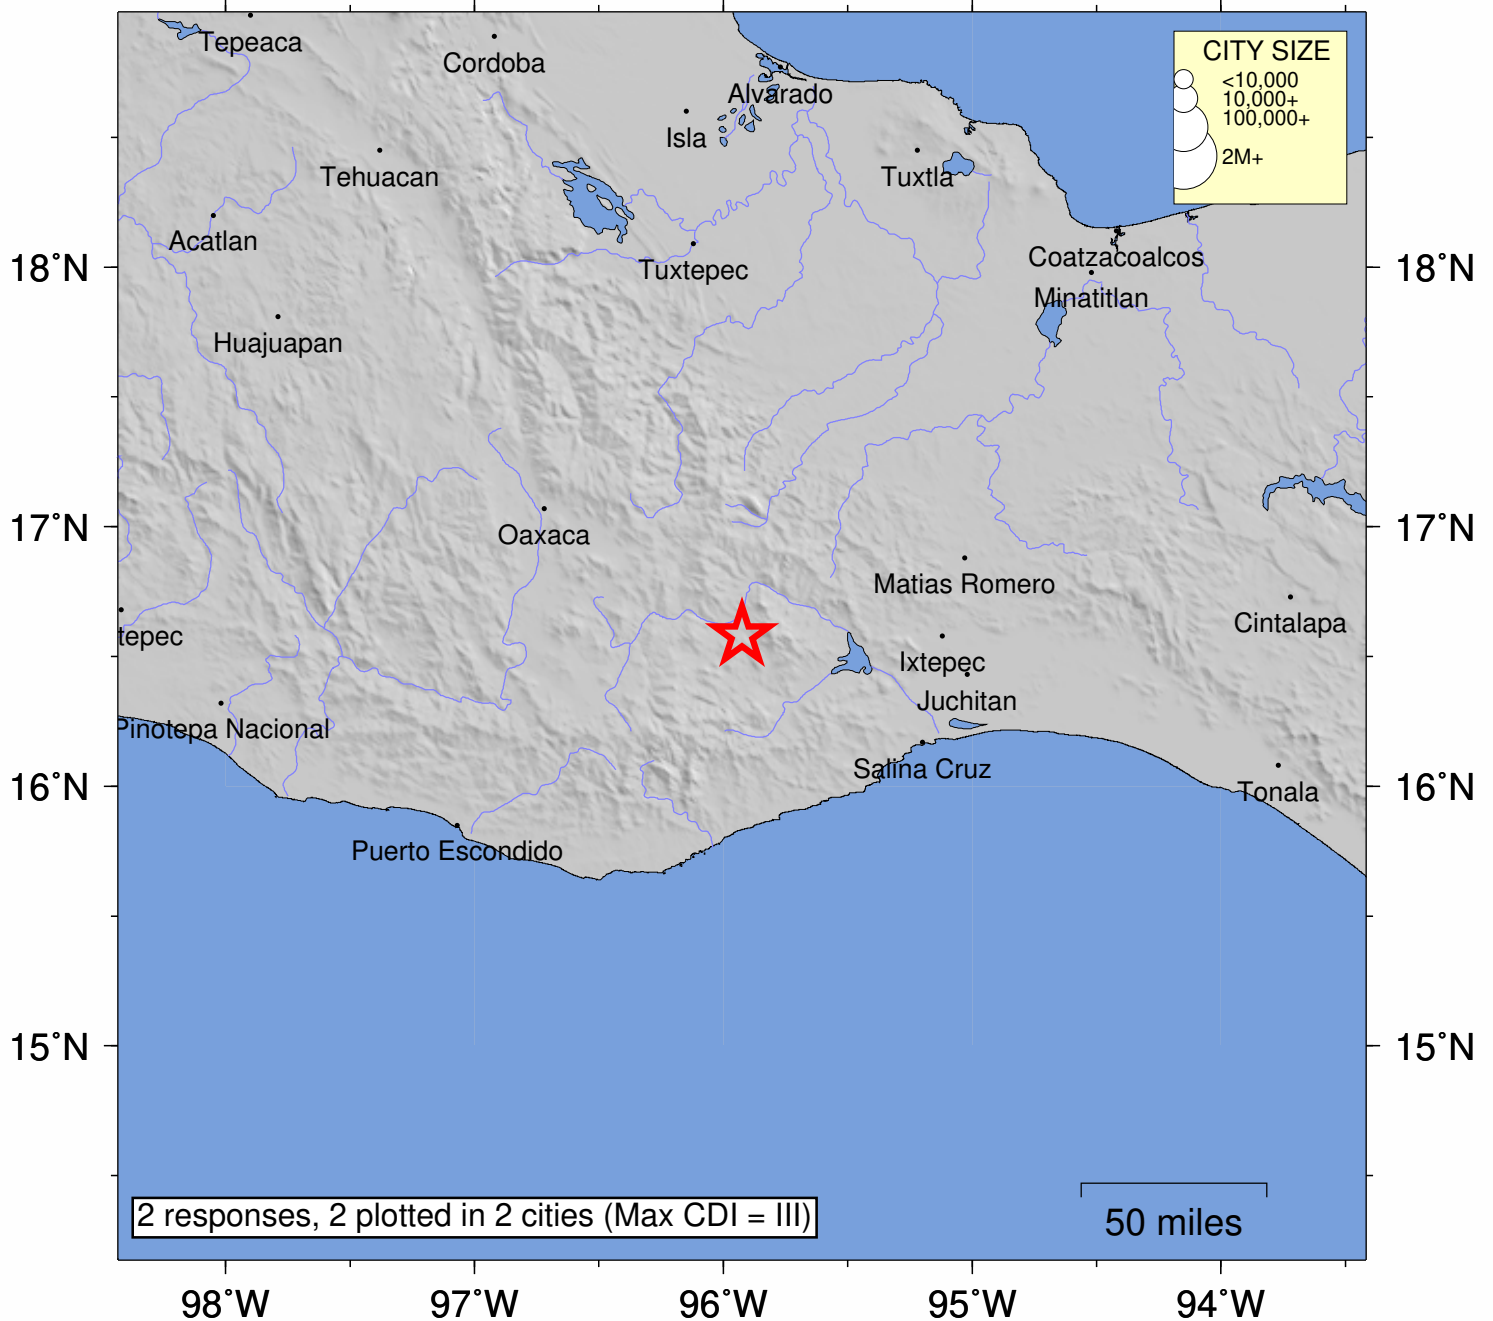 Tepeaca
Cordoba
Alvarado
Isla
Tehuacan
Tuxtla
CITY SIZE
<10,000
10,000+
100,000+
2M+
Acatlan
Tuxtepec
Coatzacoalcos
Minatitlan
18°N
18°N
Huajuapan
17°N
17°N
Oaxaca
Matias Romero
Cintalapa
tepec
Ixtepec
Juchitan
Pinotepa Nacional
Salina Cruz
Tonala
16°N
16°N
Puerto Escondido
15°N
15°N
2 responses, 2 plotted in 2 cities (Max CDI = III)
50 miles
98°W
97°W
96°W
95°W
94°W